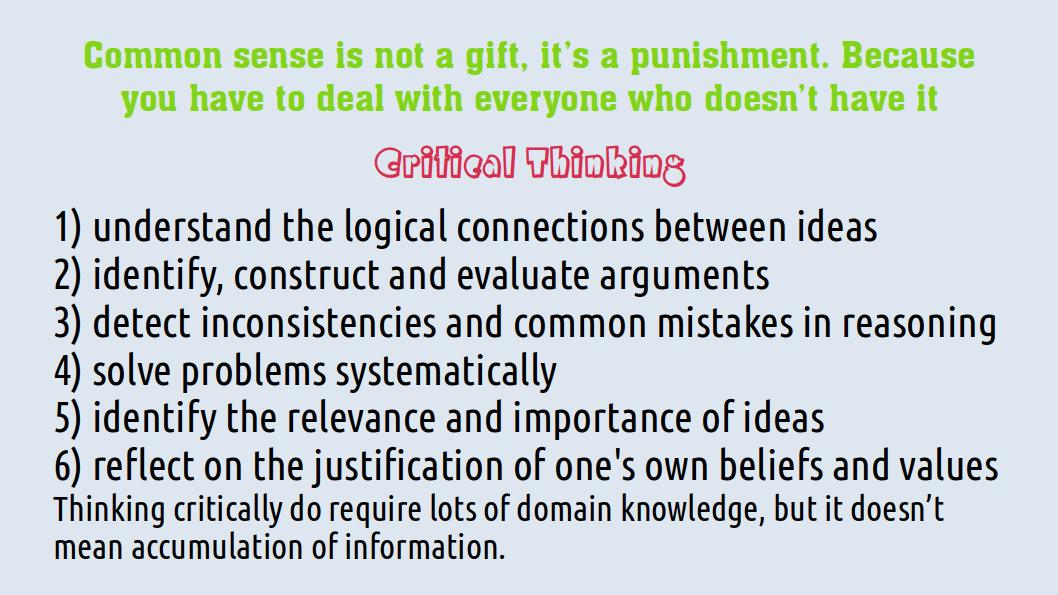 Common sense is not a gift, it’s a punishment. Because
you have to deal with everyone who doesn’t have it
Critical Thinking
1) understand the logical connections between ideas
2) identify, construct and evaluate arguments
3) detect inconsistencies and common mistakes in reasoning
4) solve problems systematically
5) identify the relevance and importance of ideas
6) reflect on the justification of one's own beliefs and values
Thinking critically do require lots of domain knowledge, but it doesn’t
mean accumulation of information.